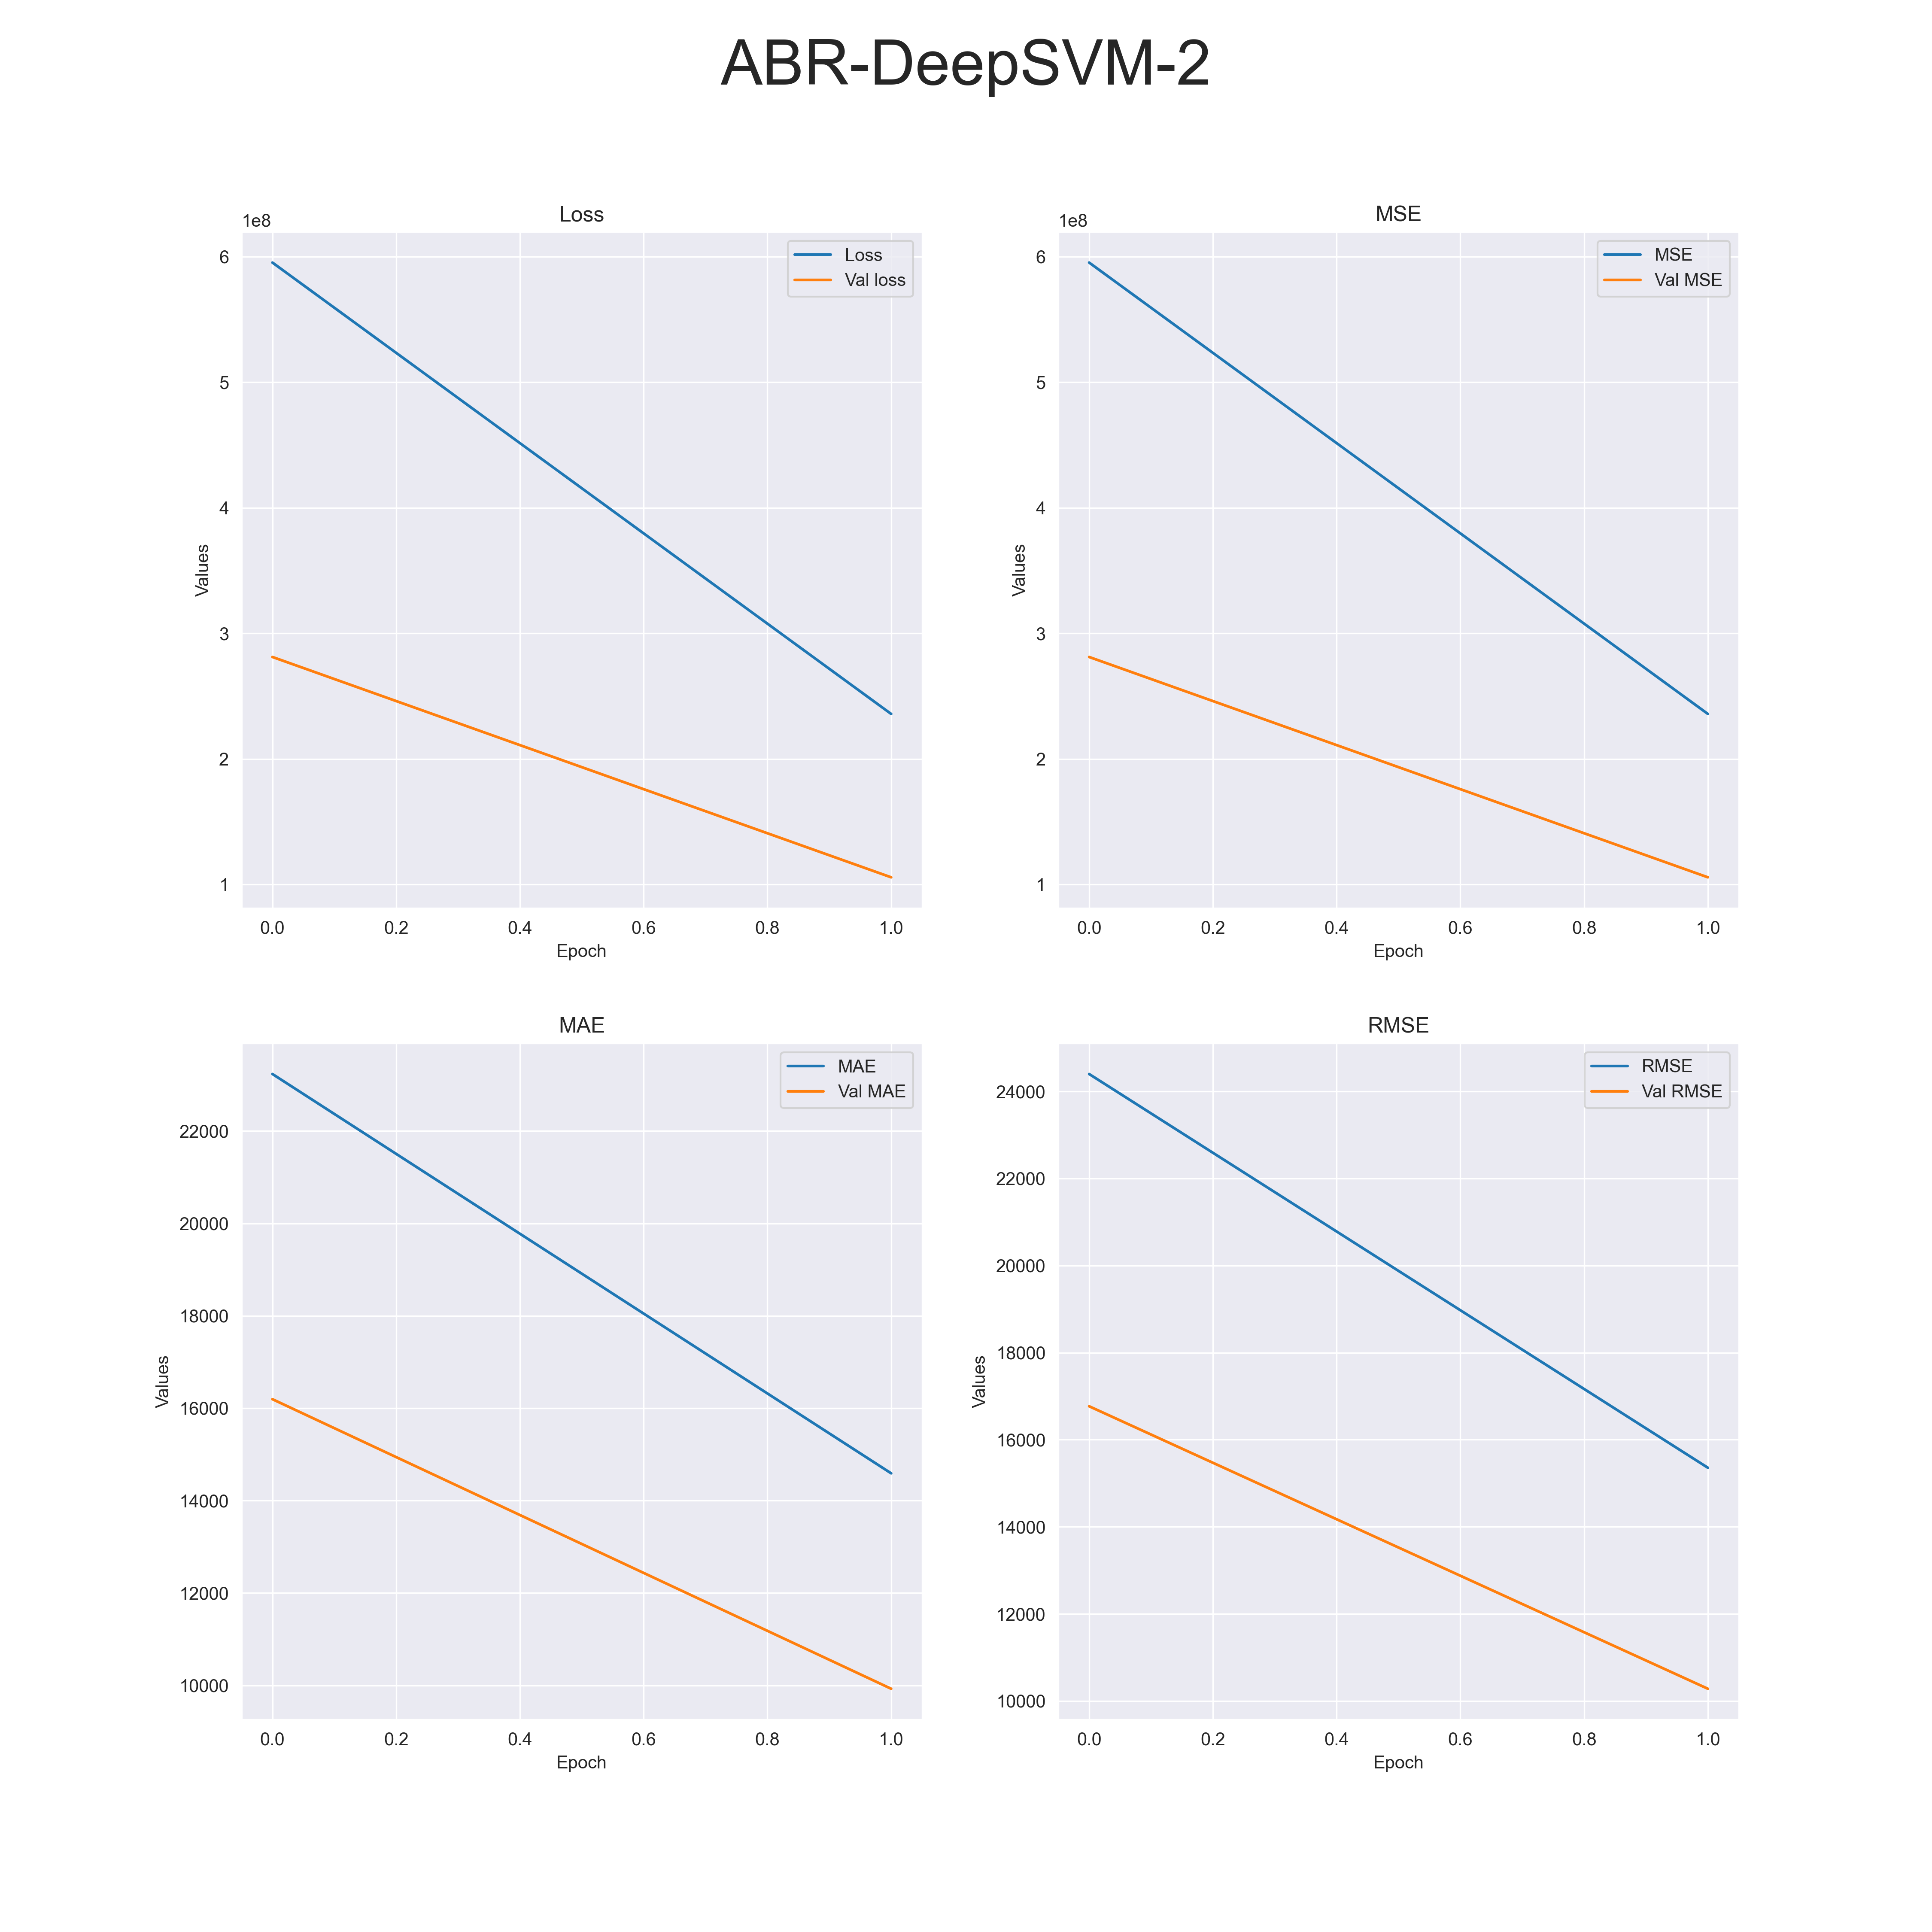 ABR-DeepSVM-2
Loss
1e8
Loss
Val loss
6
5
4
3
2
1
Values
0.0 0.2 0.4 0.6 0.8 1.0
Epoch
MSE
1e8
MSE
Val MSE
6
5
4
3
2
1
Values
0.0 0.2 0.4 0.6 0.8 1.0
Epoch
MAE
MAE
Val MAE
22000
20000
18000
16000
14000
12000
10000
Values
0.0 0.2 0.4 0.6 0.8 1.0
Epoch
RMSE
RMSE
Val RMSE
24000
22000
20000
18000
16000
14000
12000
10000
Values
0.0 0.2 0.4 0.6 0.8 1.0
Epoch